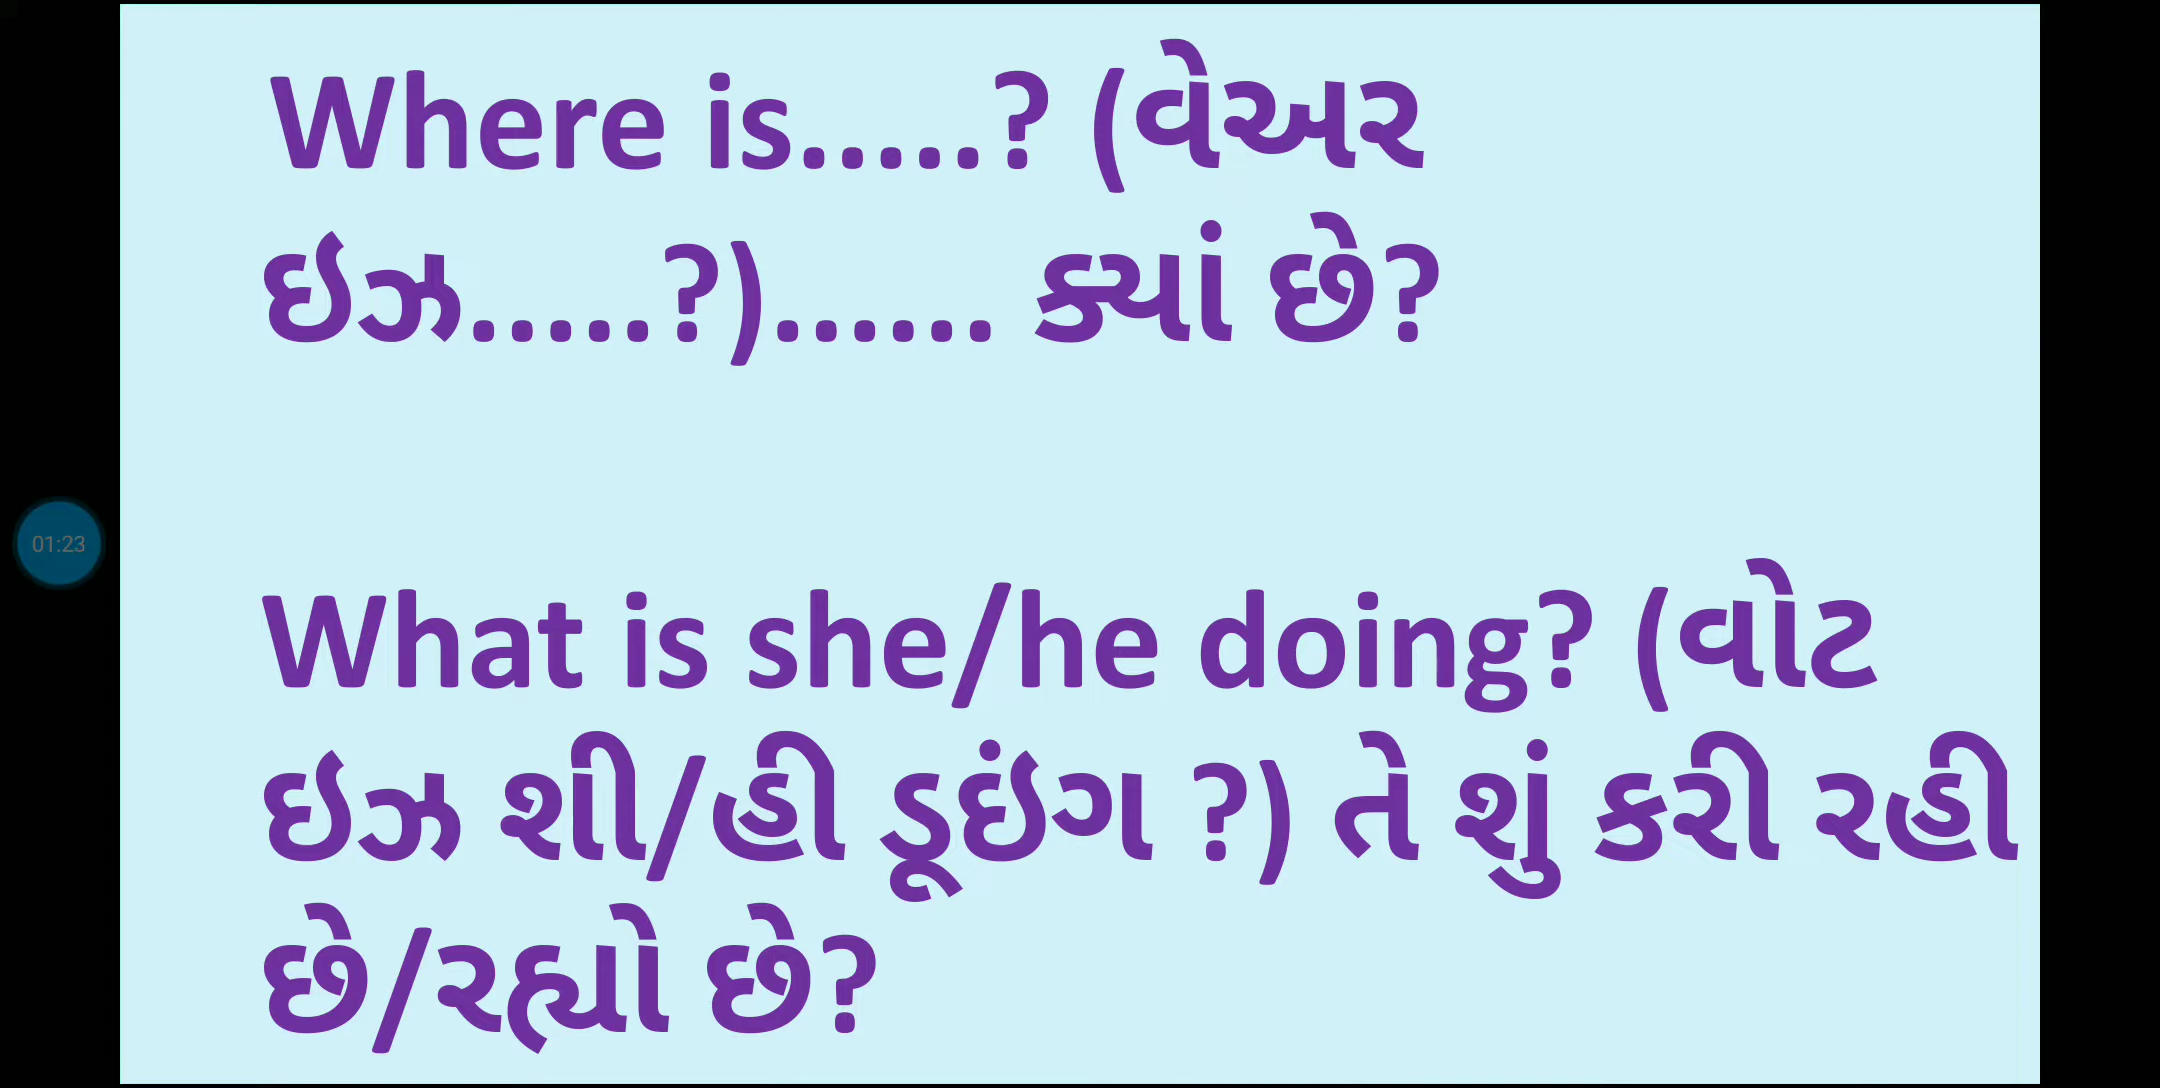 Where is.....? (વેઅર
ઇઝ.....?)...... ક્યાં છે?
01:23
What is she/he doing? (વોટ
ઇઝ શી/હી ડૂઇંગ ?) તે શું કરી રહી
છે/રહ્યો છે?